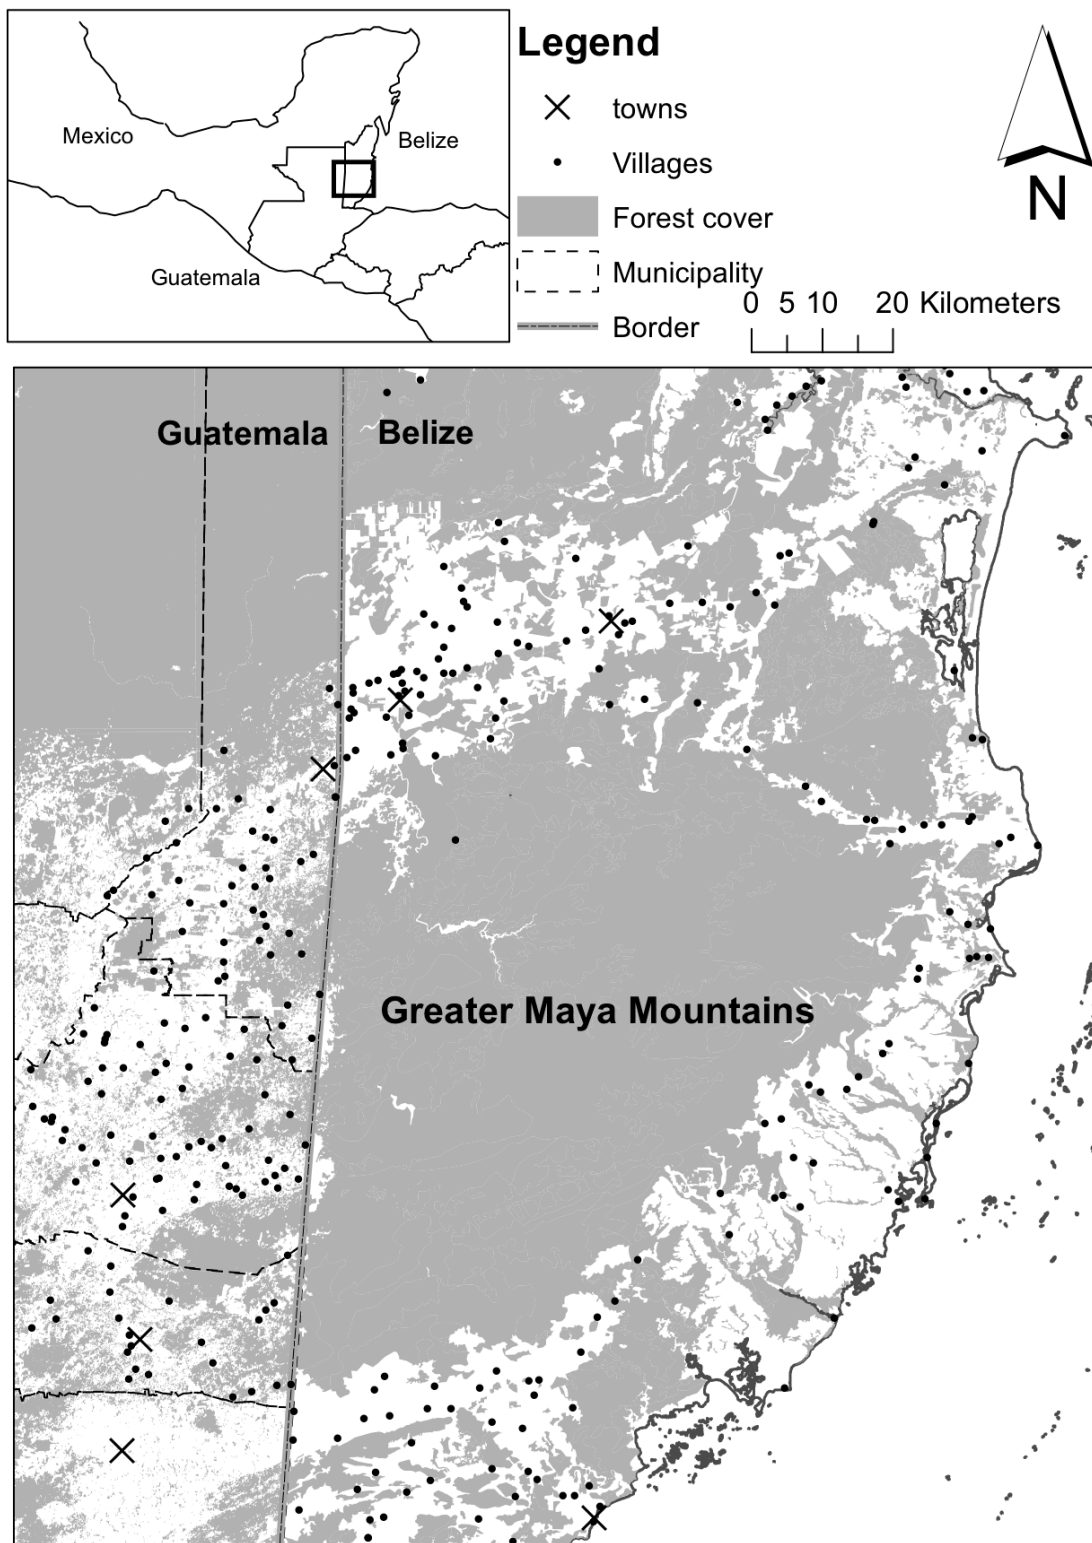 Mexico
Belize
Guatemala
Legend
towns
Villages
Forest cover
Municipality
Border
N
0 5 10 20 Kilometers
Guatemala
Belize
Greater Maya Mountains